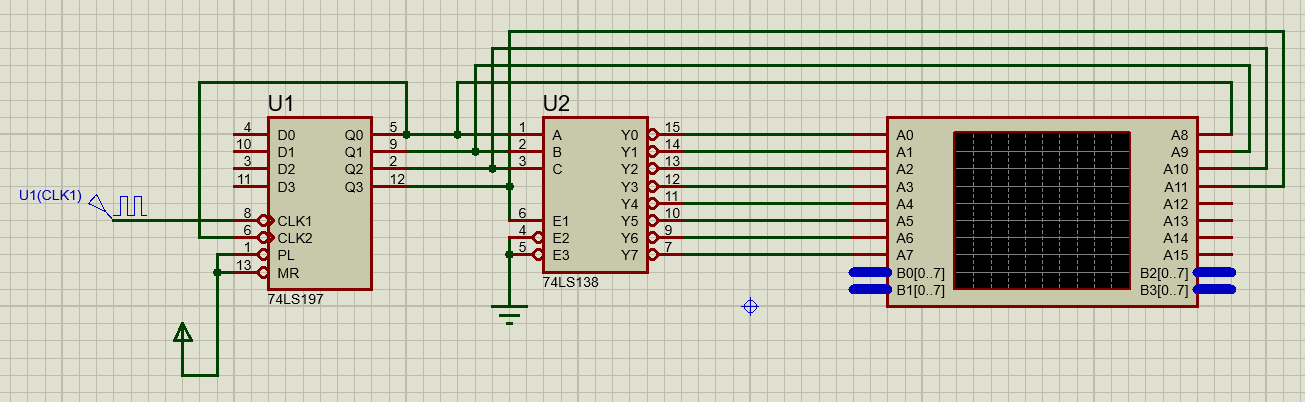 U1
U2
4 D0 Q0 5
10 D1 Q1 9
3 D2 Q2 2
11 D3 Q3 12
U1(CLK1)
8 CLK1
6 CLK2
1 PL
13 MR
74LS197
1 A Y0 15
2 B Y1 14
3 C Y2 13
Y3 12
Y4 11
6 E1 Y5 10
4 E2 Y6 9
5 E3 Y7 7
74LS138
A0 A8
A1 A9
A2 A10
A3 A11
A4 A12
A5 A13
A6 A14
A7 A15
B0[0..7] B2[0..7]
B1[0..7] B3[0..7]